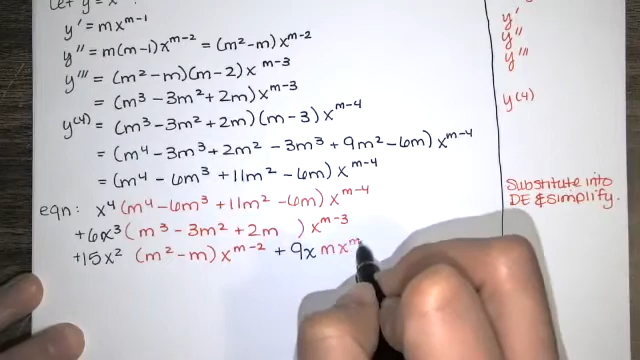 Let y = x
y' = mx^(m-1)
y'' = m(m-1)x^(m-2) = (m² - m)x^(m-2)
y''' = (m² - m)(m-2)x^(m-3)
= (m³ - 3m² + 2m)x^(m-3)
y⁽⁴⁾ = (m³ - 3m² + 2m)(m-3)x^(m-4)
= (m⁴ - 3m³ + 2m² - 3m³ + 9m² - 6m)x^(m-4)
= (m⁴ - 6m³ + 11m² - 6m)x^(m-4)
eqn: x⁴(m⁴ - 6m³ + 11m² - 6m)x^(m-4)
+6x³(m³ - 3m² + 2m )x^(m-3)
+15x² (m² - m)x^(m-2) + 9x mx^m
y'
y''
y'''
y(4)
Substitute into
DE & simplify.